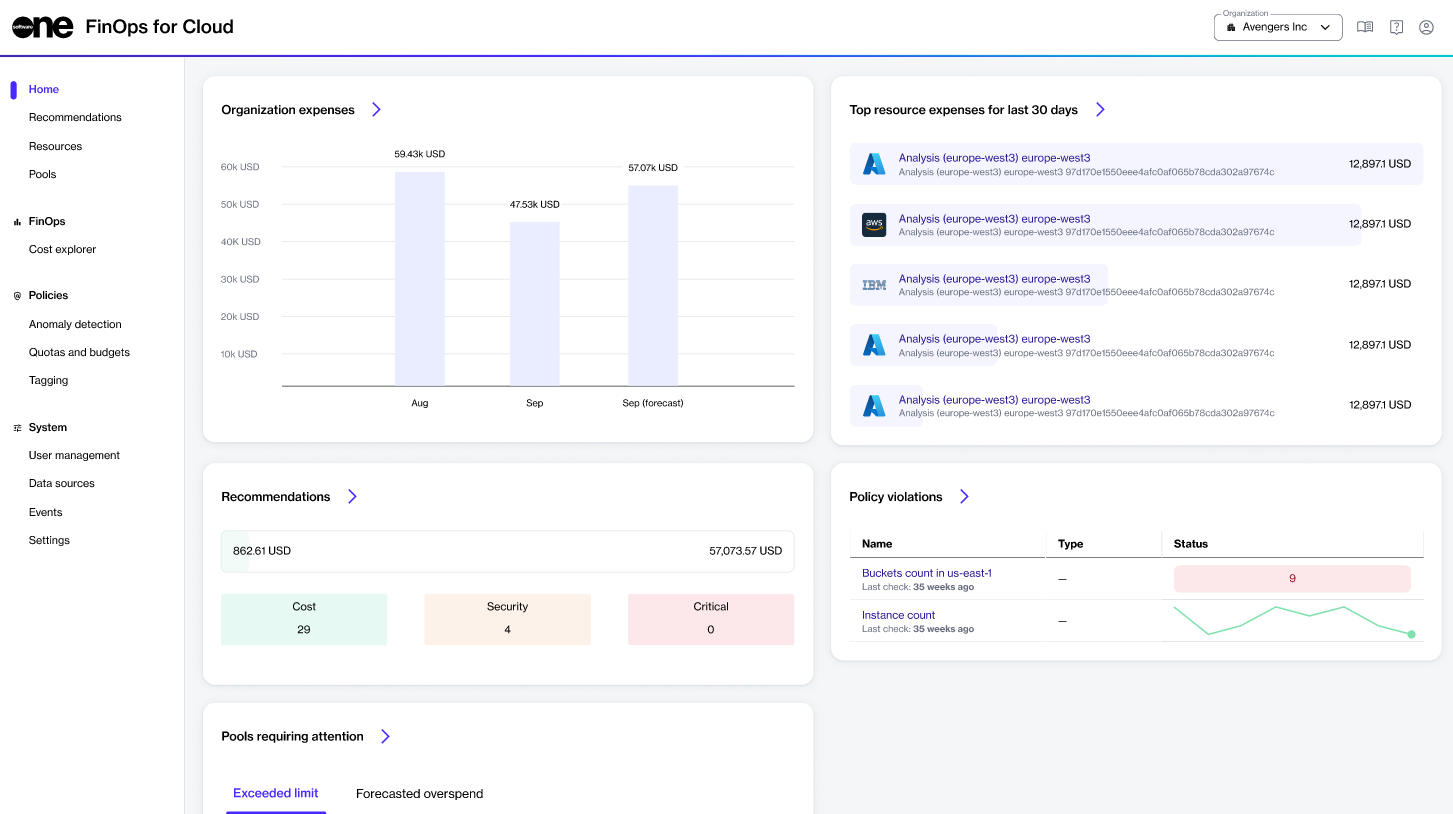 software one FinOps for Cloud
Organization
Avengers Inc
Home
Recommendations
Resources
Pools
FinOps
Cost explorer
Policies
Anomaly detection
Quotas and budgets
Tagging
System
User management
Data sources
Events
Settings
Organization expenses
60k USD
50k USD
40K USD
30k USD
20k USD
10k USD
59.43k USD
47.53k USD
57.07k USD
Aug
Sep
Sep (forecast)
Top resource expenses for last 30 days
Analysis (europe-west3) europe-west3
12,897.1 USD
Analysis (europe-west3) europe-west3 97d170e1550eee4afc0af065b78cda302a97674c
aws
Analysis (europe-west3) europe-west3
12,897.1 USD
Analysis (europe-west3) europe-west3 97d170e1550eee4afc0af065b78cda302a97674c
IBM
Analysis (europe-west3) europe-west3
12,897.1 USD
Analysis (europe-west3) europe-west3 97d170e1550eee4afc0af065b78cda302a97674c
Analysis (europe-west3) europe-west3
12,897.1 USD
Analysis (europe-west3) europe-west3 97d170e1550eee4afc0af065b78cda302a97674c
Analysis (europe-west3) europe-west3
12,897.1 USD
Analysis (europe-west3) europe-west3 97d170e1550eee4afc0af065b78cda302a97674c
Recommendations
862.61 USD
57,073.57 USD
Cost
29
Security
4
Critical
0
Policy violations
Name Type Status
Buckets count in us-east-1
Last check: 35 weeks ago
—
9
Instance count
Last check: 35 weeks ago
—
Pools requiring attention
Exceeded limit
Forecasted overspend